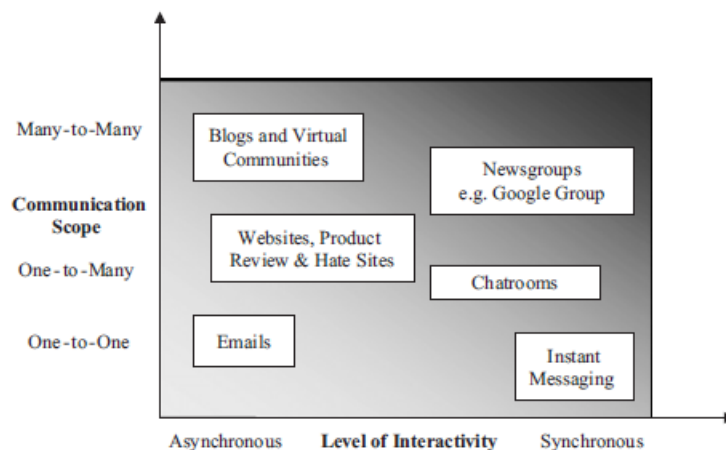 Many-to-Many
Blogs and Virtual
Communities
Newsgroups
e.g. Google Group
Communication
Scope
Websites, Product
Review & Hate Sites
One-to-Many
Chatrooms
One-to-One
Emails
Instant
Messaging
Asynchronous
Level of Interactivity
Synchronous